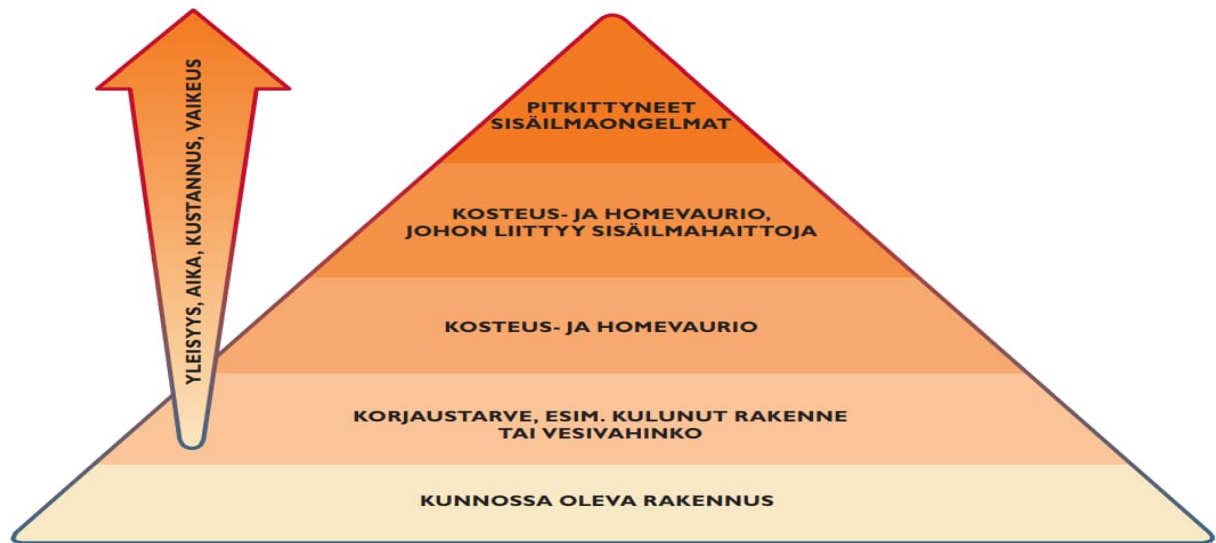 YLEISYYS, AIKA, KUSTANNUS, VAIKEUS
PITKITTYNEET
SISÄILMAONGELMAT
KOSTEUS- JA HOMEVAURIO,
JOHON LIITTYY SISÄILMAHAITTOJA
KOSTEUS- JA HOMEVAURIO
KORJAUSTARVE, ESIM. KULUNUT RAKENNE
TAI VESIVAHINKO
KUNNOSSA OLEVA RAKENNUS